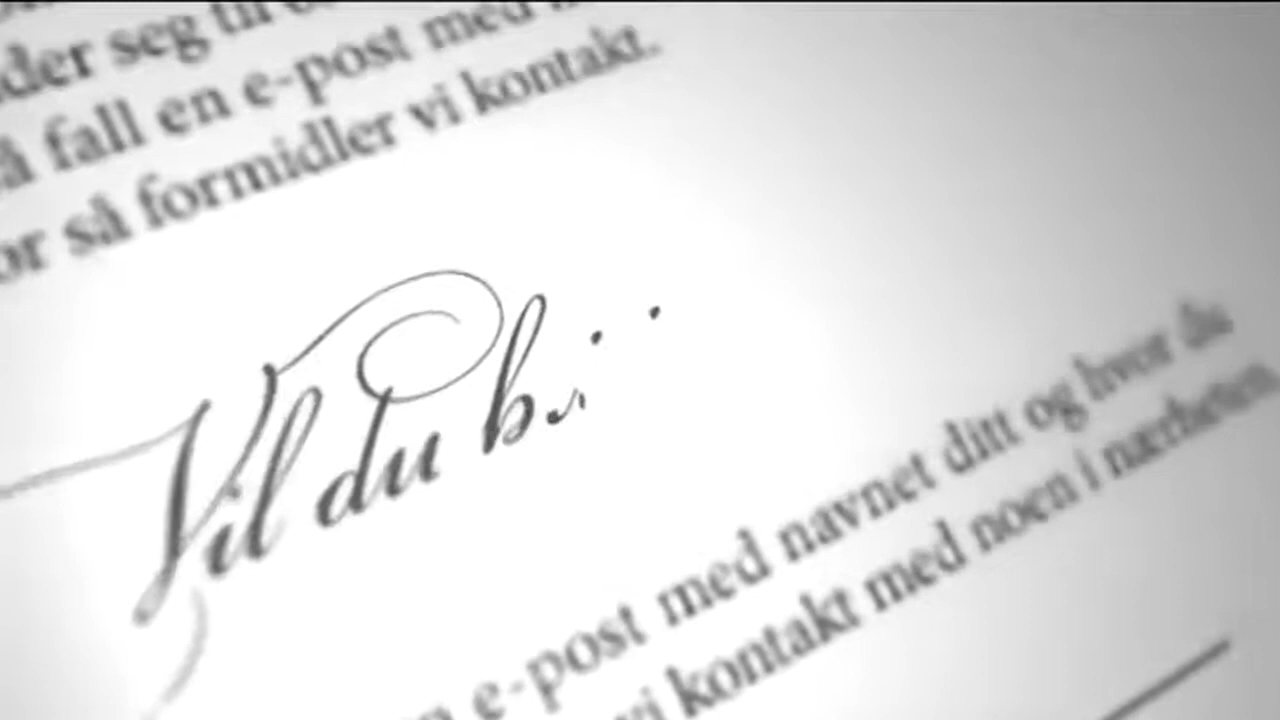 der seg til
å fall en e-post med
or så formidler vi kontakt.
Vil du b
e-post med navnet ditt og hvor du
vi kontakt med noen i nærheten